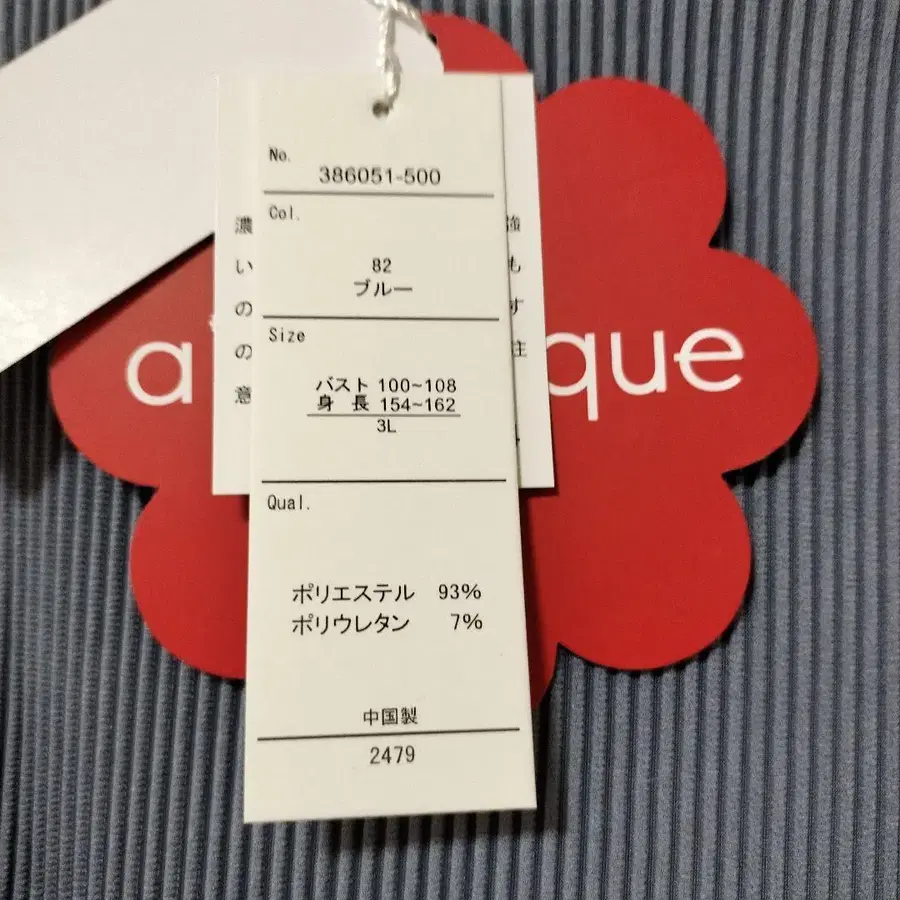 No.
386051-500
Col.
82
ブルー
Size
バスト 100~108
身 長 154~162
3L
Qual.
ポリエステル 93%
ポリウレタン 7%
中国製
2479
濃
い
の
の
意
強
も
す
注
a
que